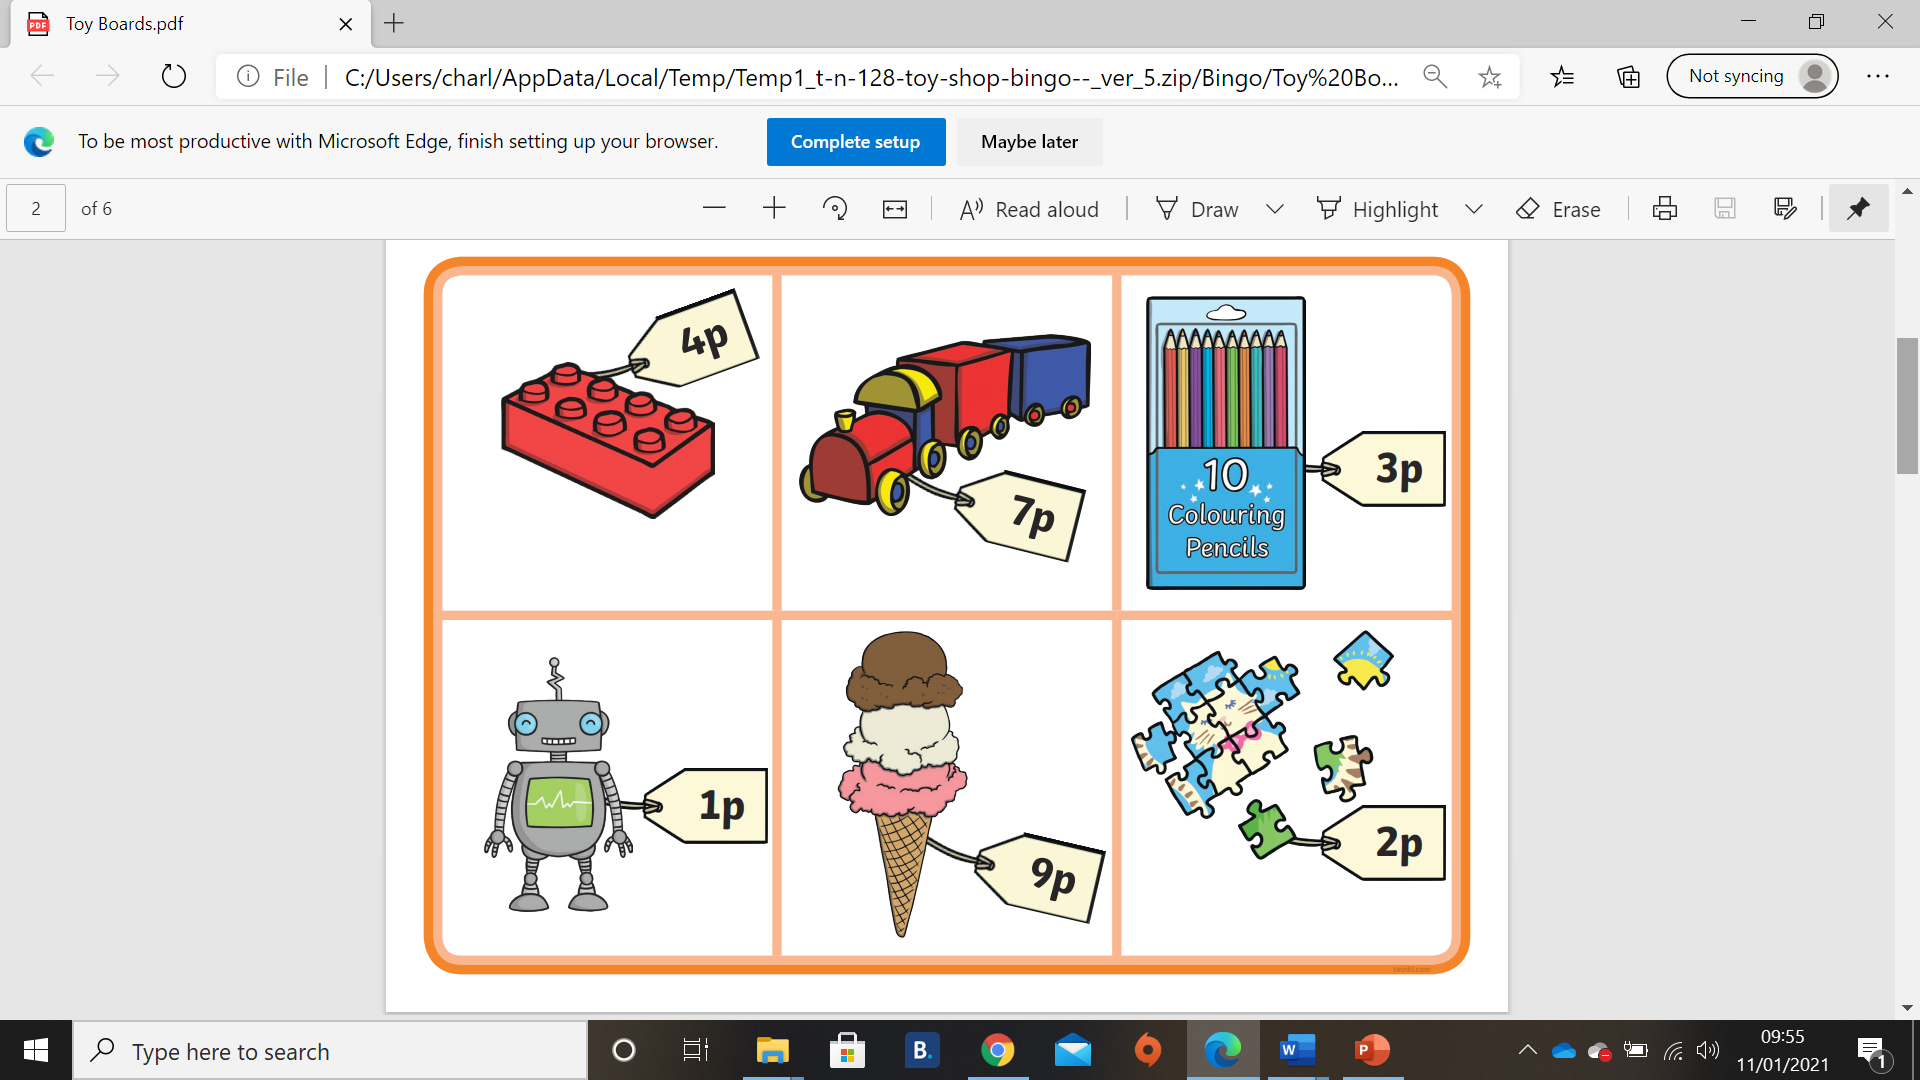 Toy Boards.pdf
File
C:/Users/charl/AppData/Local/Temp/Temp1_t-n-128-toy-shop-bingo--_ver_5.zip/Bingo/Toy%20Bo...
Not syncing
To be most productive with Microsoft Edge, finish setting up your browser.
Complete setup
Maybe later
2 of 6
Read aloud
Draw
Highlight
Erase
4p
7p
10
Colouring
Pencils
3p
1p
9p
2p
twinkl.com
Type here to search
B.
W
P
09:55
11/01/2021
1